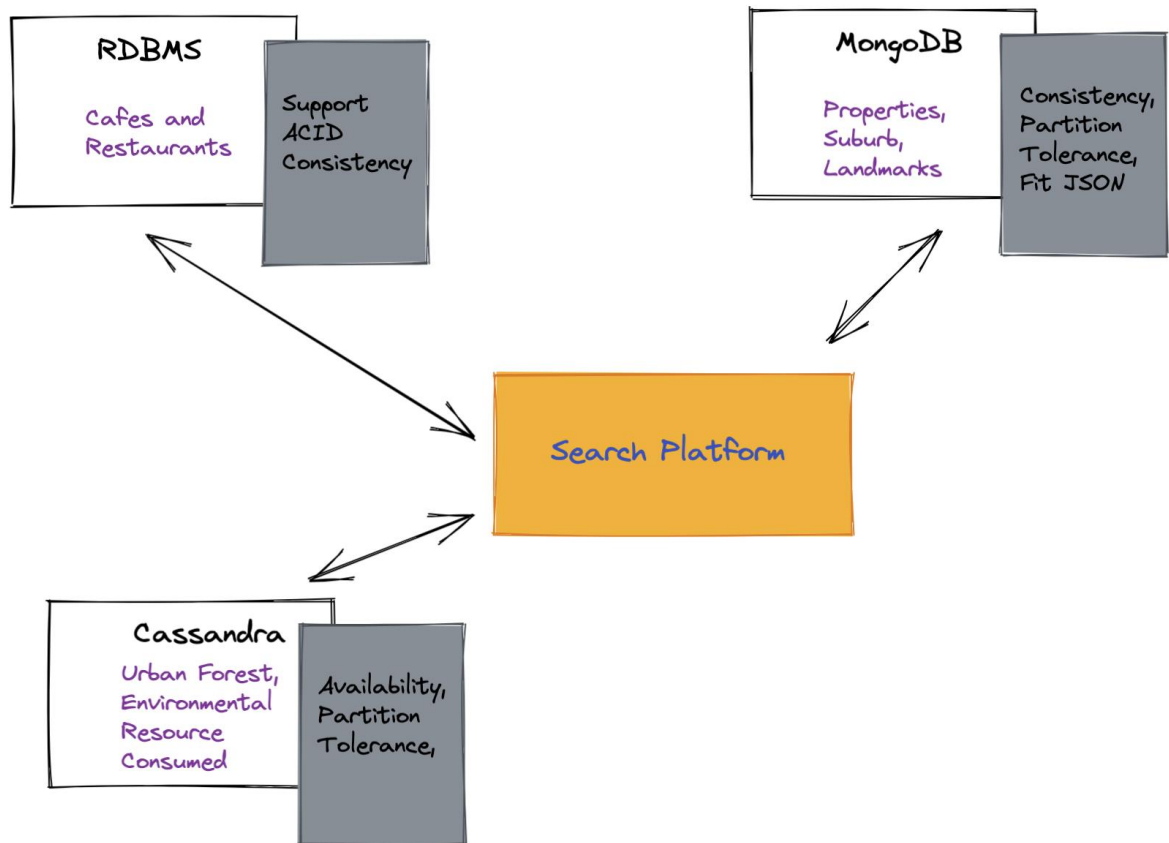 RDBMS
Cafes and
Restaurants
Support
ACID
Consistency
MongoDB
Properties,
Suburb,
Landmarks
Consistency,
Partition
Tolerance,
Fit JSON
Search Platform
Cassandra
Urban Forest,
Environmental
Resource
Consumed
Availability,
Partition
Tolerance,